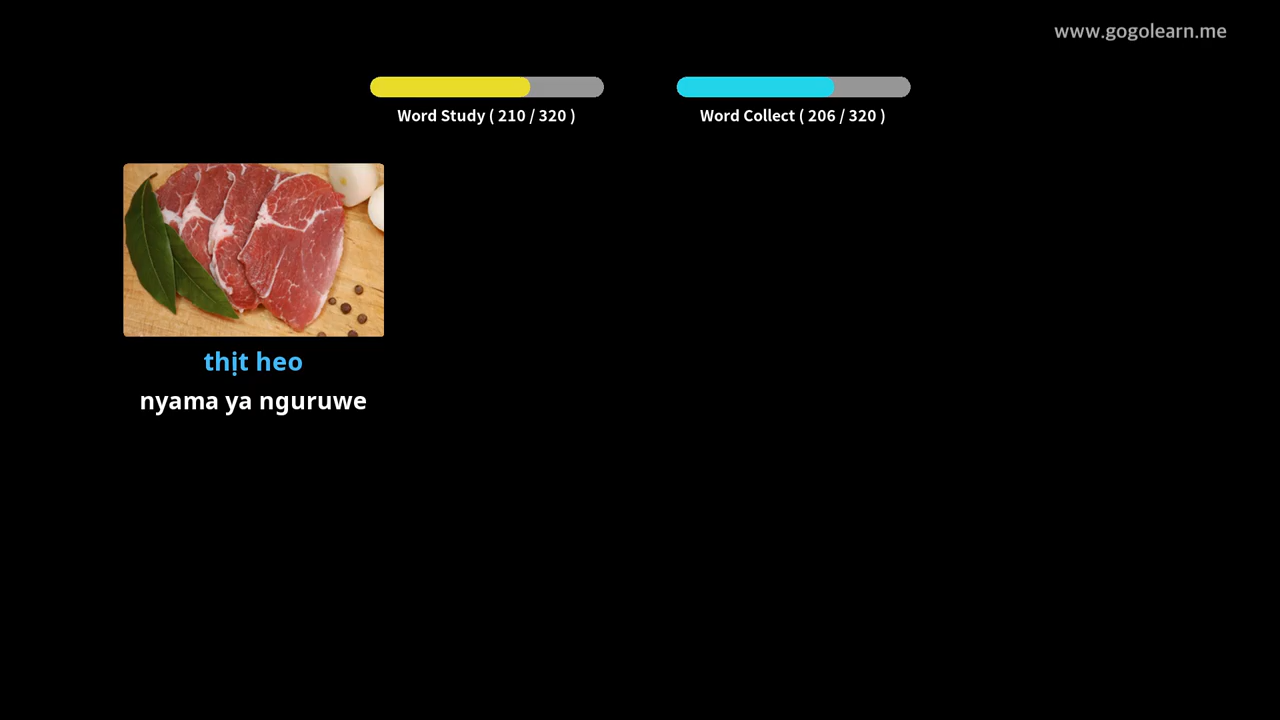 www.gogolearn.me
Word Study ( 210 / 320 )
Word Collect ( 206 / 320 )
thịt heo
nyama ya nguruwe